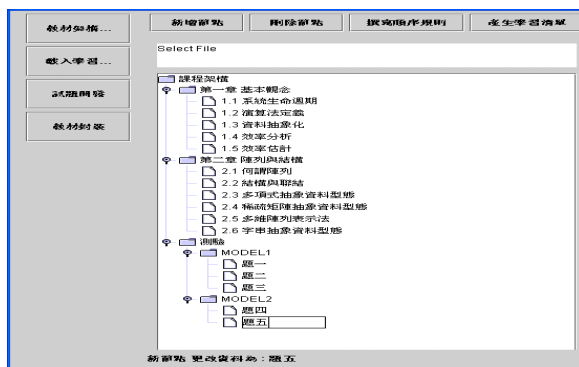 教材架構...
載入學習...
試題開發
教材封裝
新增節點 刪除節點 撰寫順序規則 產生學習清單
Select File
課程架構
第一章 基本觀念
1.1 系統生命週期
1.2 演算法定義
1.3 資料抽象化
1.4 效率分析
1.5 效率估計
第二章 陣列與結構
2.1 何謂陣列
2.2 結構與聯結
2.3 多項式抽象資料型態
2.4 稀疏矩陣抽象資料型態
2.5 多維陣列表示法
2.6 字串抽象資料型態
測驗
MODEL1
題一
題二
題三
MODEL2
題四
題五
新節點 更改資料為：題五